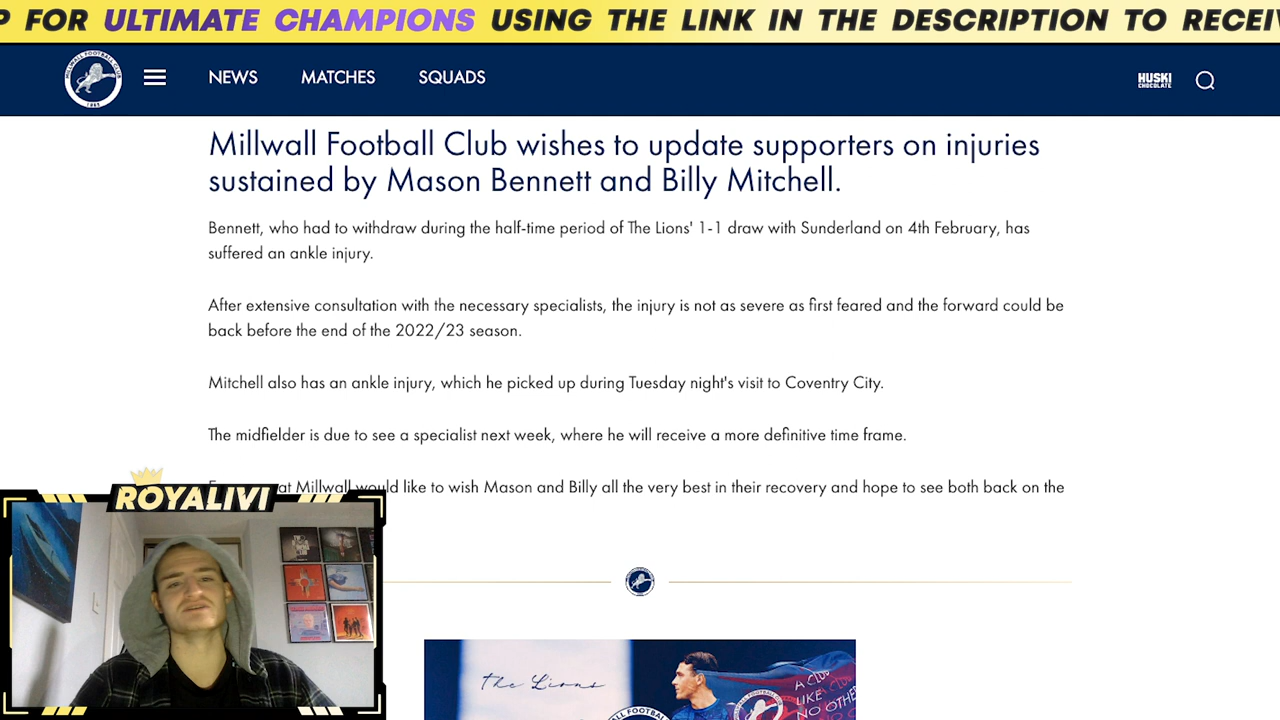 P FOR ULTIMATE CHAMPIONS USING THE LINK IN THE DESCRIPTION TO RECEIV
NEWS MATCHES SQUADS
HUSKI
CHOCOLATE
Millwall Football Club wishes to update supporters on injuries
sustained by Mason Bennett and Billy Mitchell.
Bennett, who had to withdraw during the half-time period of The Lions' 1-1 draw with Sunderland on 4th February, has
suffered an ankle injury.
After extensive consultation with the necessary specialists, the injury is not as severe as first feared and the forward could be
back before the end of the 2022/23 season.
Mitchell also has an ankle injury, which he picked up during Tuesday night's visit to Coventry City.
The midfielder is due to see a specialist next week, where he will receive a more definitive time frame.
at Millwall would like to wish Mason and Billy all the very best in their recovery and hope to see both back on the
ROYALIVI
The Lions
MILLWALL FOOTBALL CLUB
A CLUB
LIKE
NO OTHER